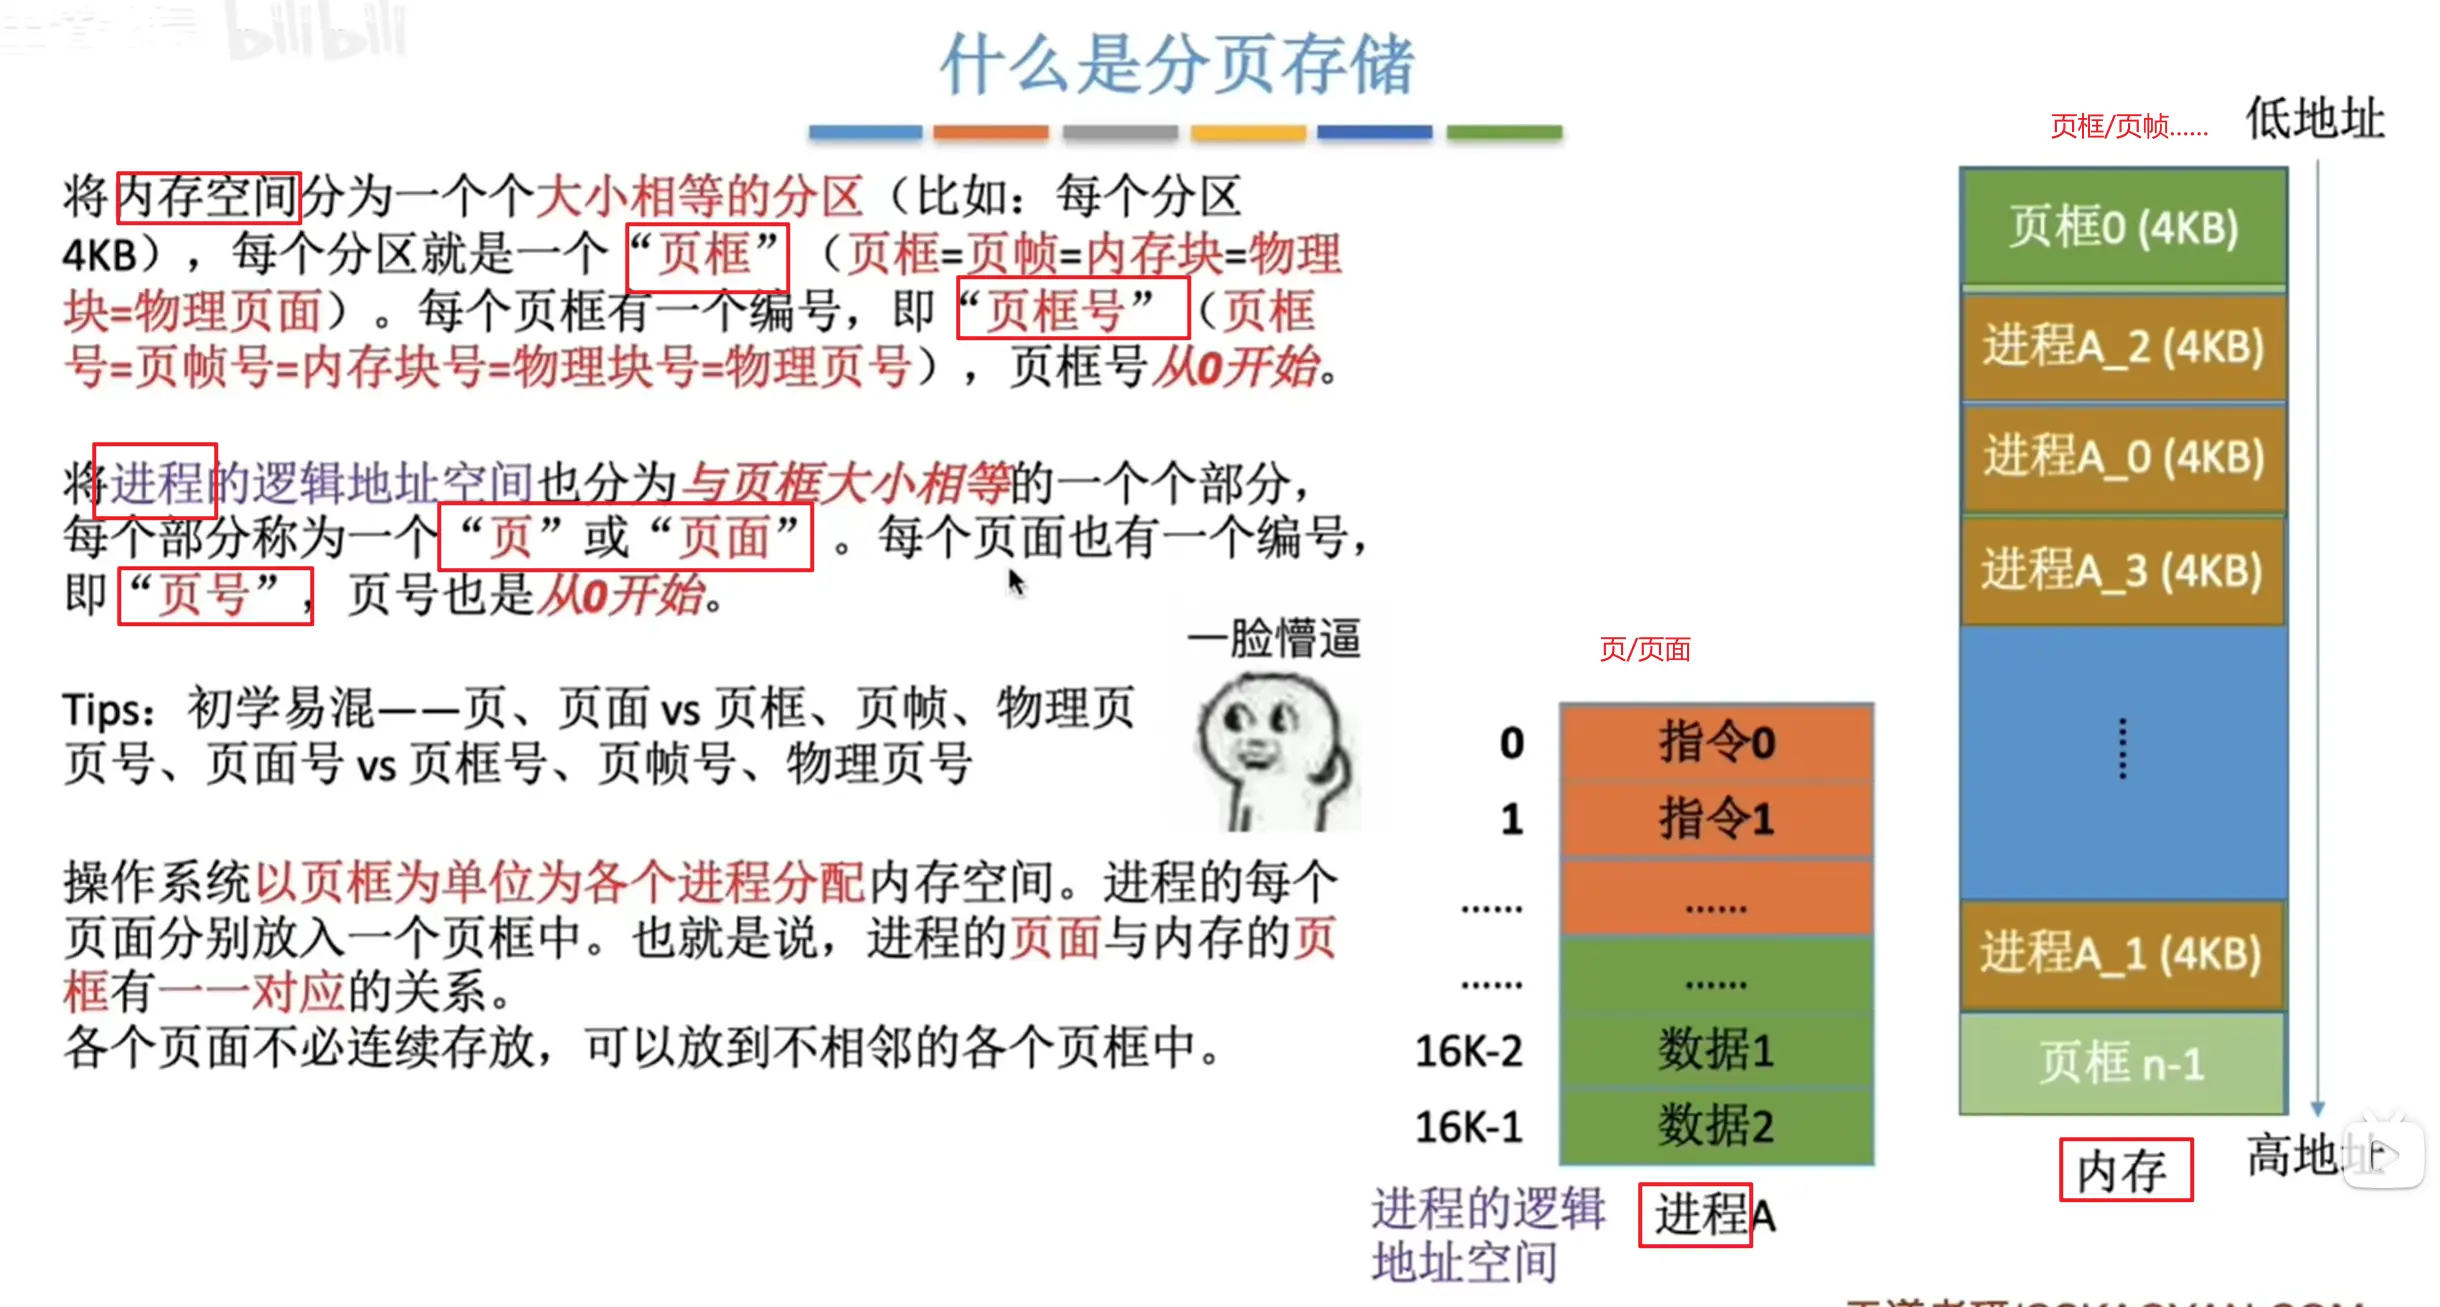 bilibili
什么是分页存储
将内存空间分为一个个大小相等的分区（比如：每个分区
4KB），每个分区就是一个“页框”（页框=页帧=内存块=物理
块=物理页面）。每个页框有一个编号，即“页框号”（页框
号=页帧号=内存块号=物理块号=物理页号），页框号从0开始。
将进程的逻辑地址空间也分为与页框大小相等的一个个部分，
每个部分称为一个“页”或“页面”。每个页面也有一个编号，
即“页号”，页号也是从0开始。
Tips：初学易混——页、页面 vs 页框、页帧、物理页
页号、页面号 vs 页框号、页帧号、物理页号
一脸懵逼
操作系统以页框为单位为各个进程分配内存空间。进程的每个
页面分别放入一个页框中。也就是说，进程的页面与内存的页
框有一一对应的关系。
各个页面不必连续存放，可以放到不相邻的各个页框中。
页/页面
0 指令0
1 指令1
...... ......
...... ......
16K-2 数据1
16K-1 数据2
进程的逻辑
地址空间
进程A
页框/页帧......
低地址
页框0 (4KB)
进程A_2 (4KB)
进程A_0 (4KB)
进程A_3 (4KB)
......
进程A_1 (4KB)
页框 n-1
内存
高地址